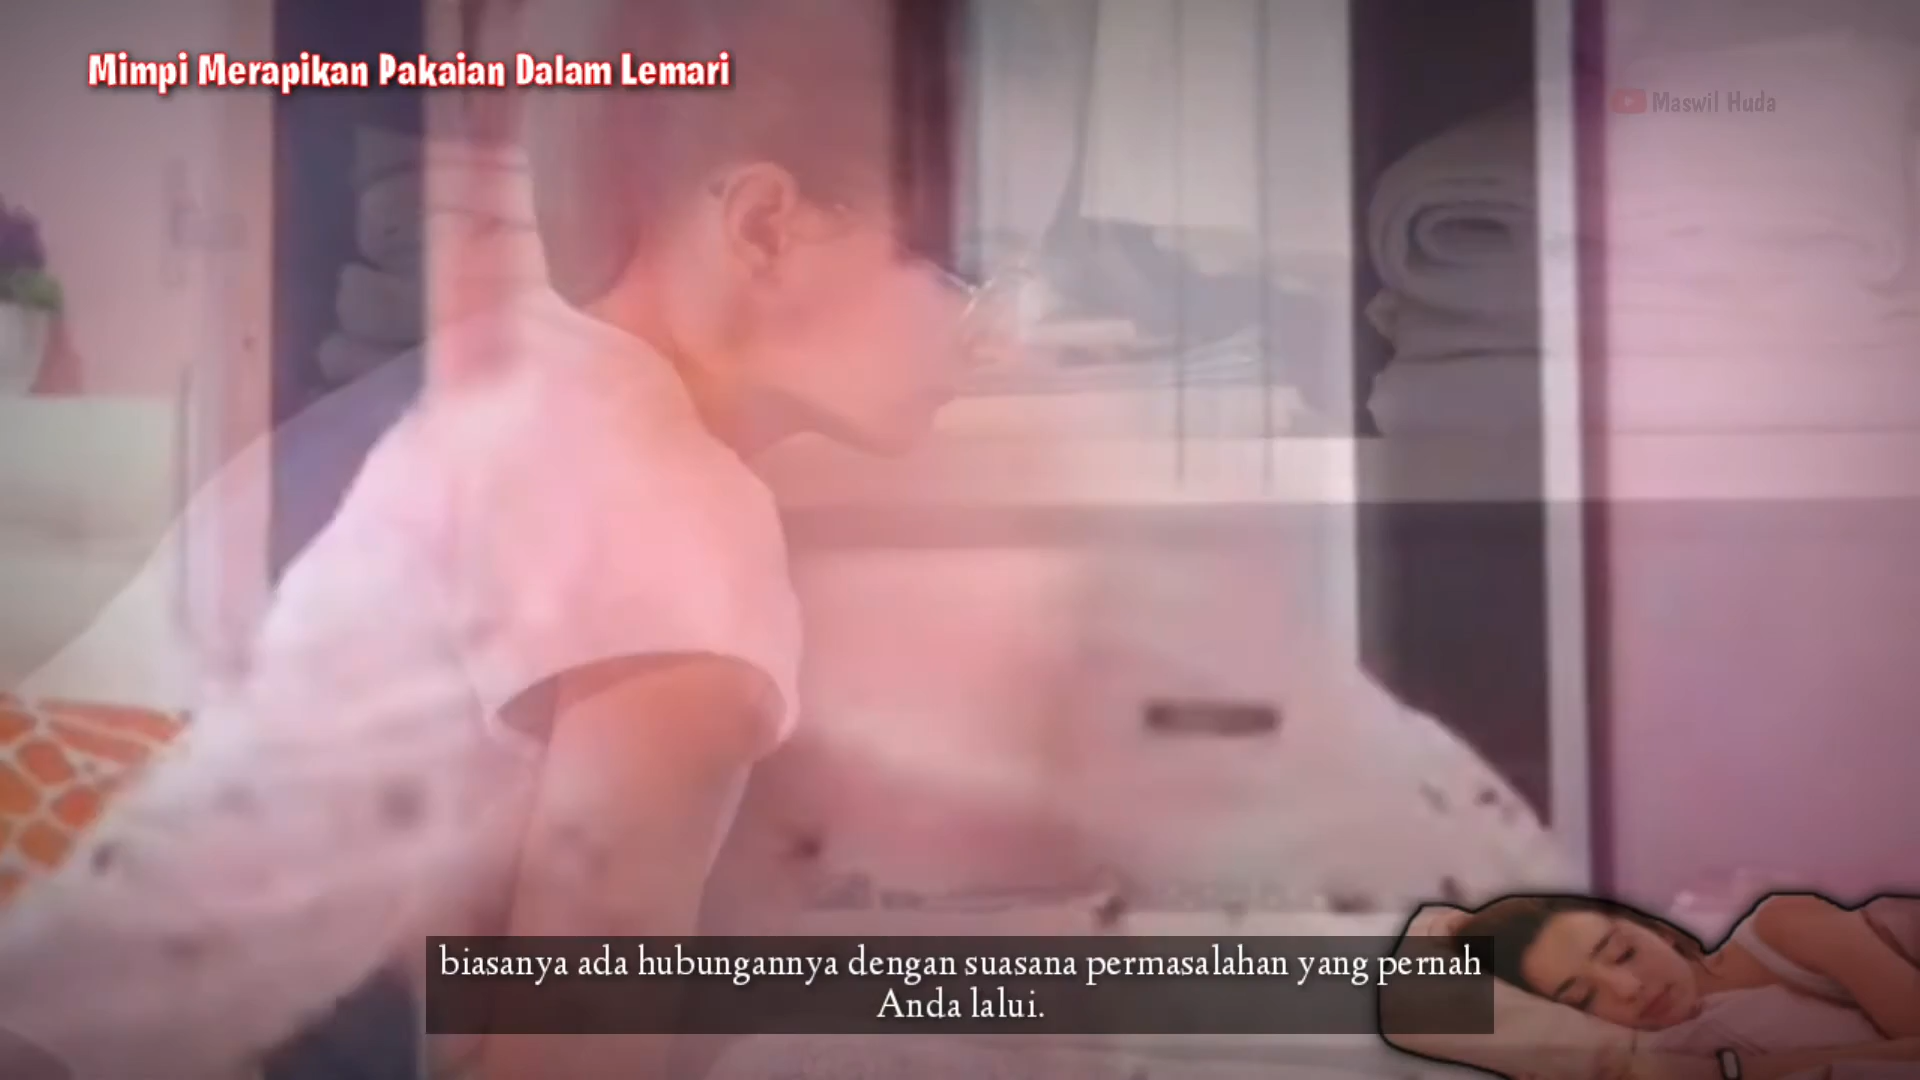 Mimpi Merapikan Pakaian Dalam Lemari
Maswil Huda
biasanya ada hubungannya dengan suasana permasalahan yang pernah
Anda lalui.